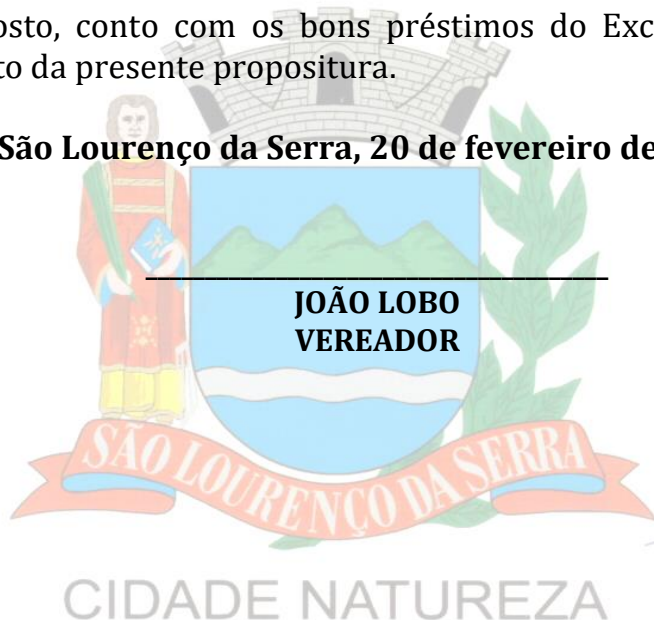 osto, conto com os bons préstimos do Exc
to da presente propositura.
São Lourenço da Serra, 20 de fevereiro de
JOÃO LOBO
VEREADOR
SÃO LOURENÇO DA SERRA
CIDADE NATUREZA